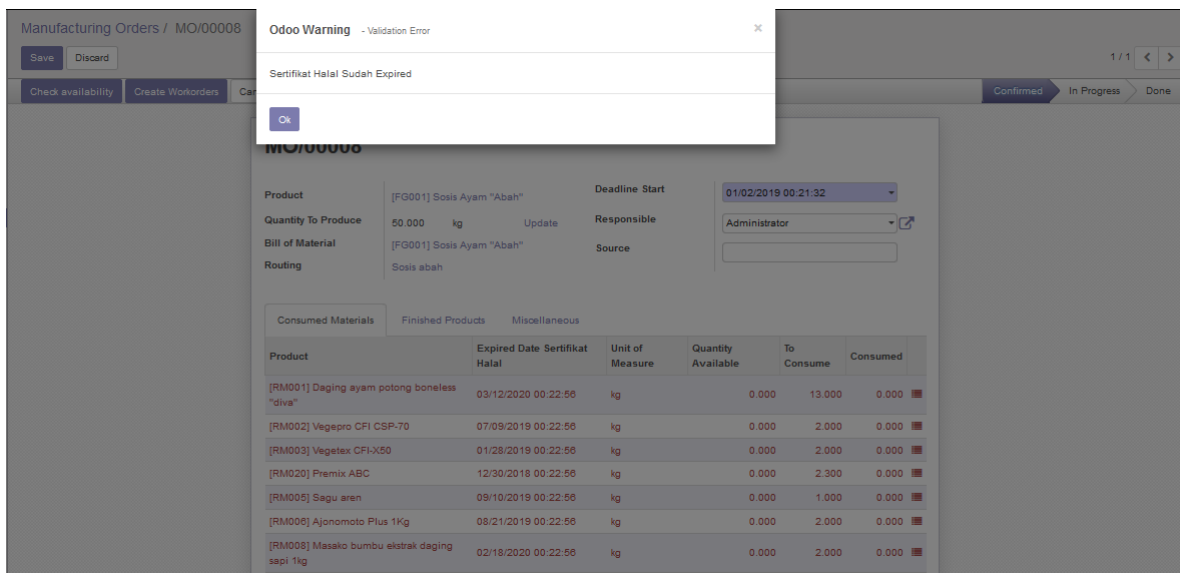 Manufacturing Orders / MO/00008
Odoo Warning - Validation Error ×
Save Discard
1 / 1
Sertifikat Halal Sudah Expired
Check availability Create Workorders
Confirmed In Progress Done
Ok
MO/00008
Product [FG001] Sosis Ayam "Abah"
Deadline Start 01/02/2019 00:21:32
Quantity To Produce 50.000 kg Update
Responsible Administrator
Bill of Material [FG001] Sosis Ayam "Abah"
Source
Routing Sosis abah
Consumed Materials Finished Products Miscellaneous
Product Expired Date Sertifikat Halal Unit of Measure Quantity Available To Consume Consumed
[RM001] Daging ayam potong boneless "diva" 03/12/2020 00:22:56 kg 0.000 13.000 0.000
[RM002] Vegepro CFI CSP-70 07/09/2019 00:22:56 kg 0.000 2.000 0.000
[RM003] Vegetex CFI-X50 01/28/2019 00:22:56 kg 0.000 2.000 0.000
[RM020] Premix ABC 12/30/2018 00:22:56 kg 0.000 2.300 0.000
[RM005] Sagu aren 09/10/2019 00:22:56 kg 0.000 1.000 0.000
[RM006] Ajonomoto Plus 1Kg 08/21/2019 00:22:56 kg 0.000 2.000 0.000
[RM008] Masako bumbu ekstrak daging sapi 1kg 02/18/2020 00:22:56 kg 0.000 2.000 0.000